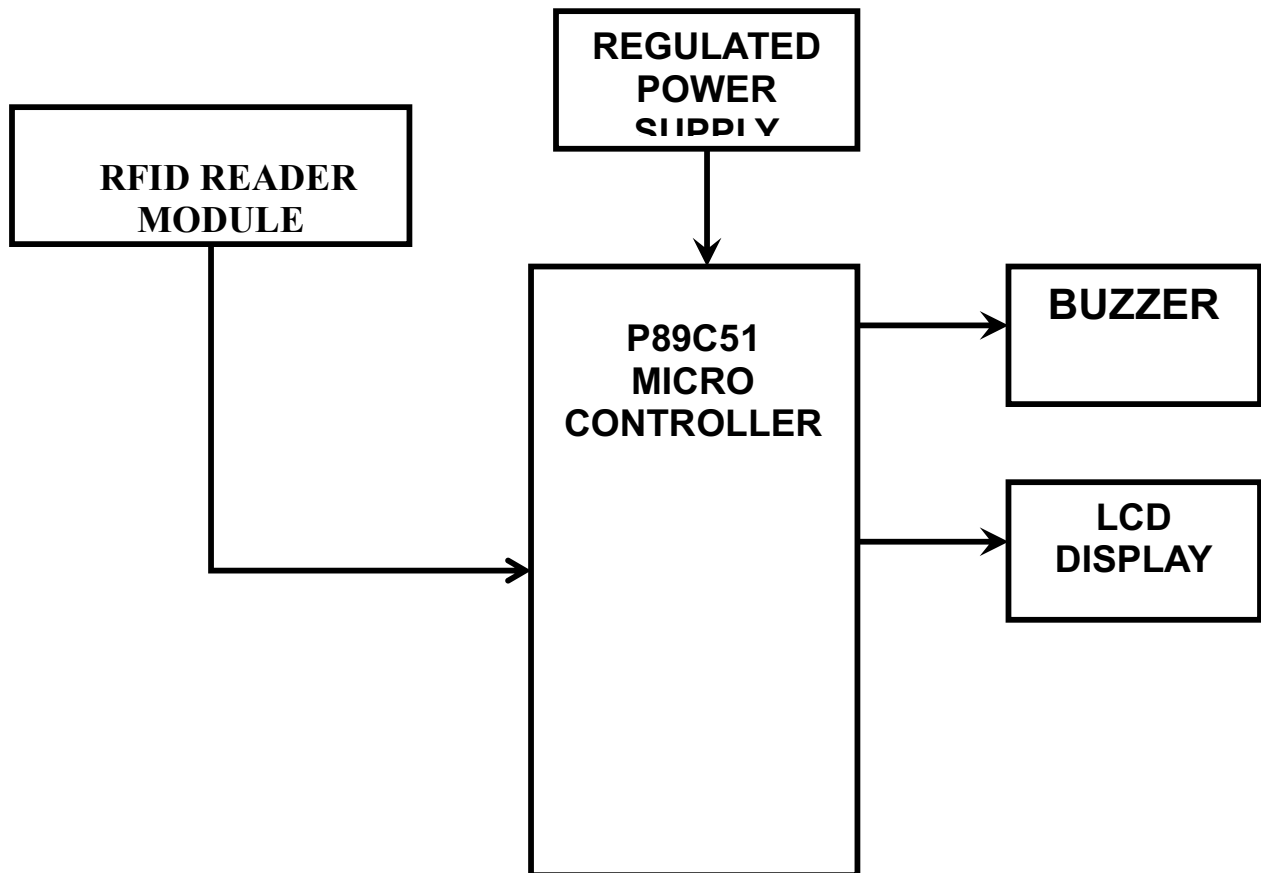 REGULATED
POWER
SUPPLY
RFID READER
MODULE
P89C51
MICRO
CONTROLLER
BUZZER
LCD
DISPLAY